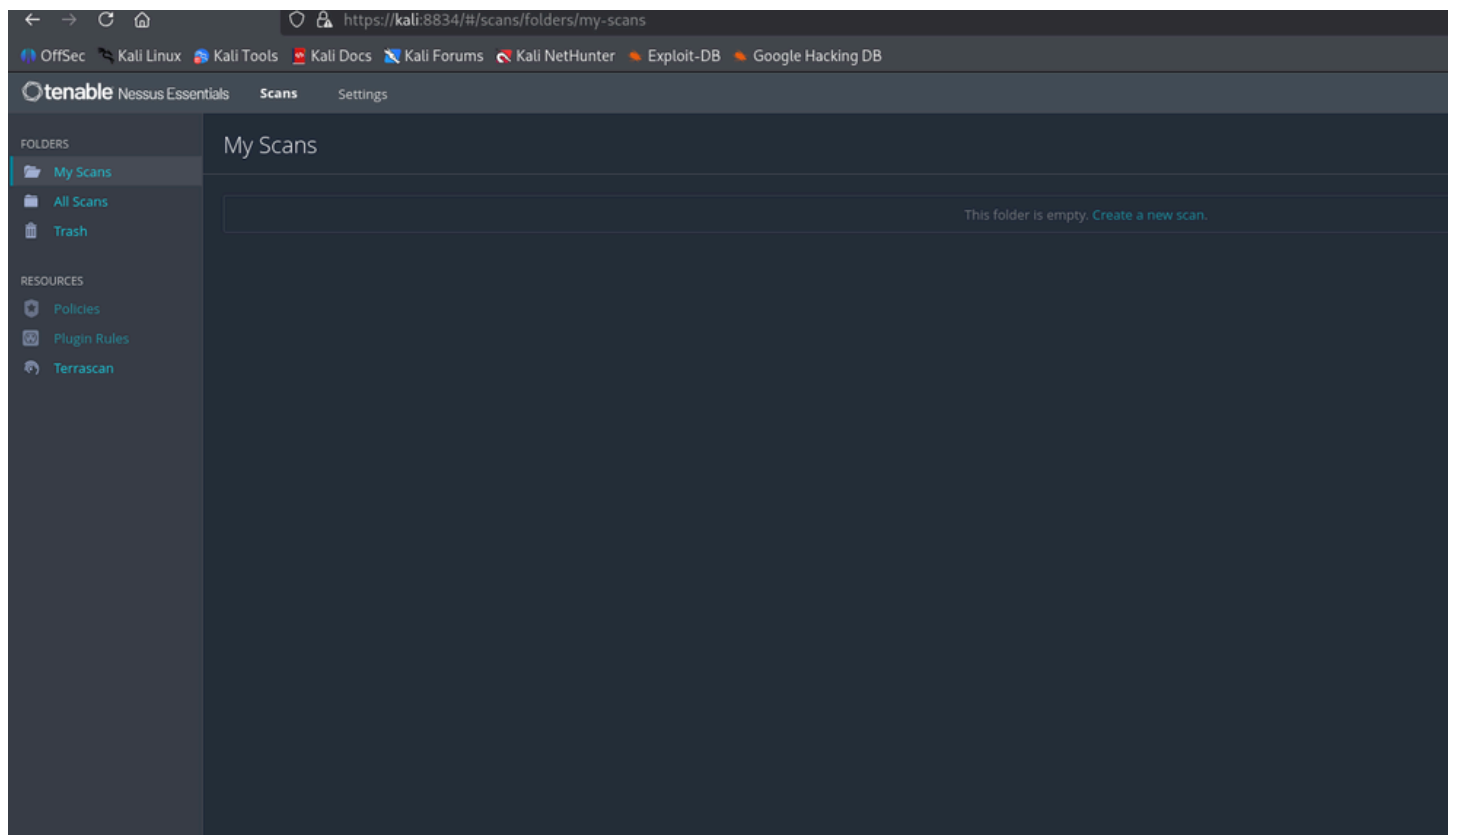 https://kali:8834/#/scans/folders/my-scans
OffSec Kali Linux Kali Tools Kali Docs Kali Forums Kali NetHunter Exploit-DB Google Hacking DB
tenable Nessus Essentials Scans Settings
FOLDERS
My Scans
All Scans
Trash
RESOURCES
Policies
Plugin Rules
Terrascan
My Scans
This folder is empty. Create a new scan.